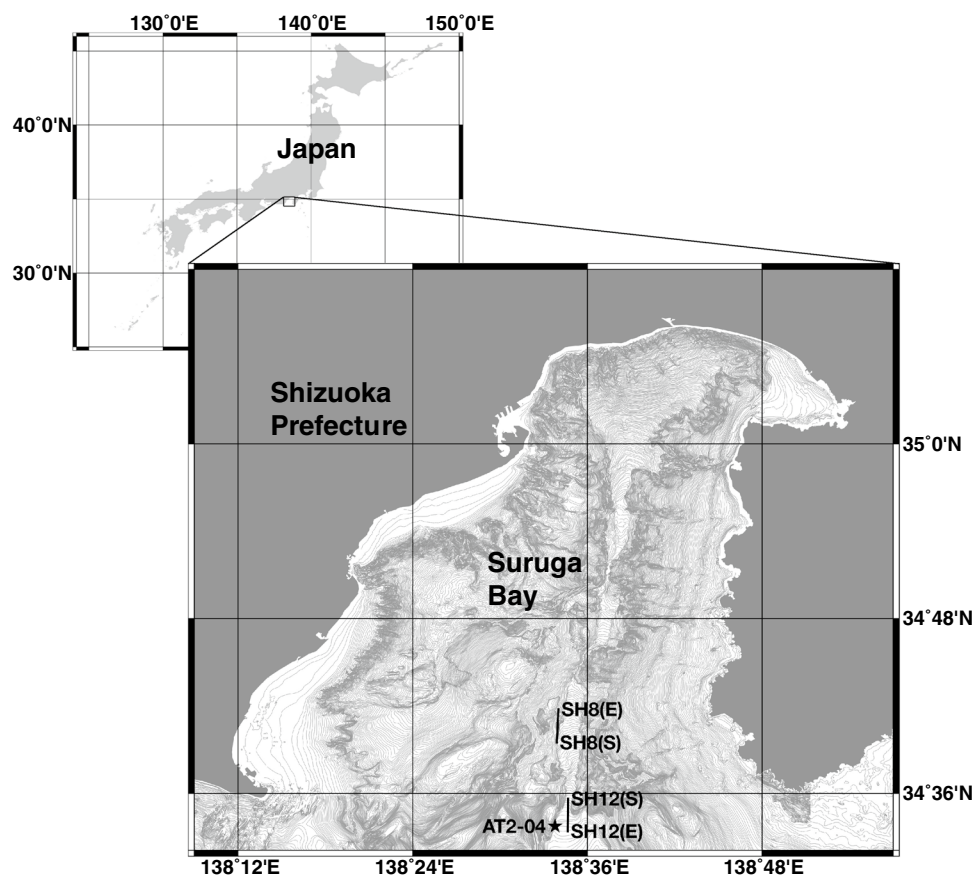 130˚0'E
140˚0'E
150˚0'E
40˚0'N
Japan
30˚0'N
Shizuoka
Prefecture
35˚0'N
Suruga
Bay
34˚48'N
SH8(E)
SH8(S)
34˚36'N
SH12(S)
AT2-04★
SH12(E)
138˚12'E
138˚24'E
138˚36'E
138˚48'E